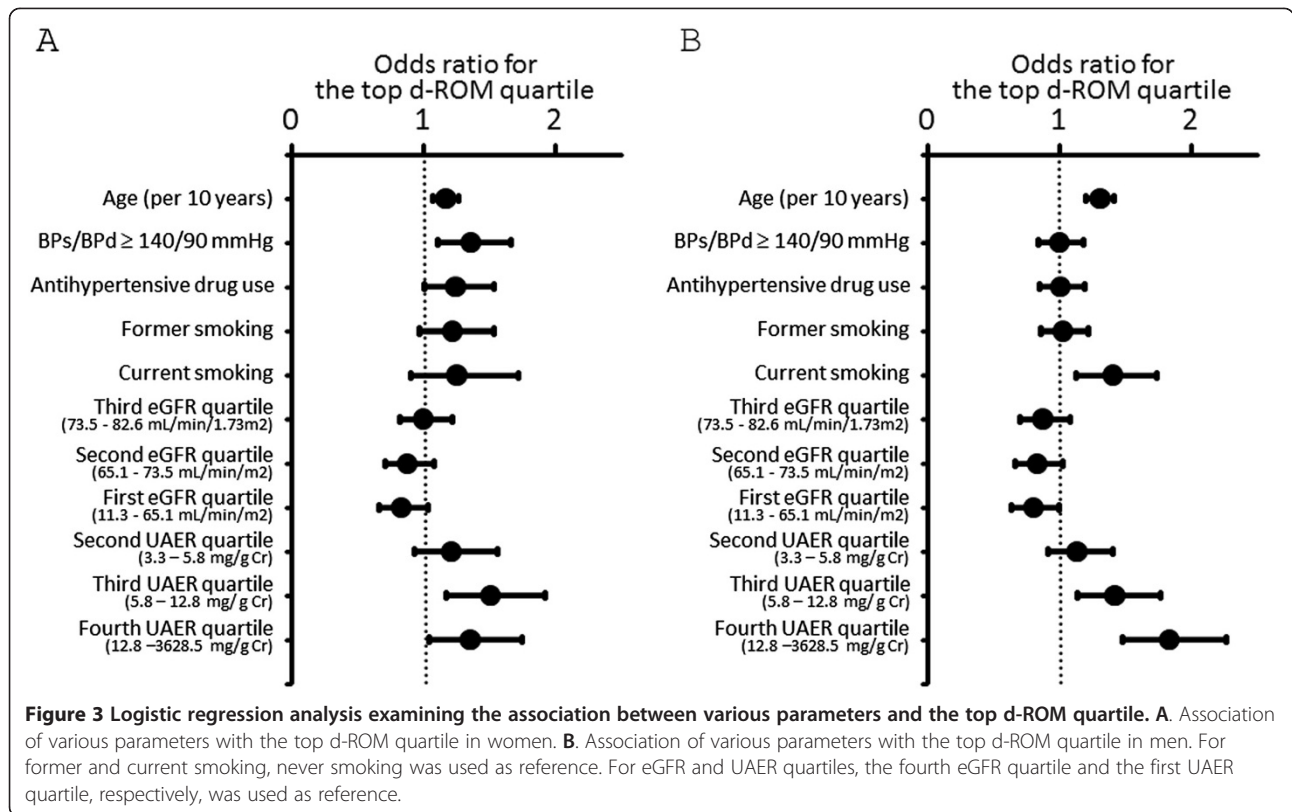 A
Odds ratio for
the top d-ROM quartile
0 1 2
Age (per 10 years)
BPs/BPd ≥ 140/90 mmHg
Antihypertensive drug use
Former smoking
Current smoking
Third eGFR quartile
(73.5 - 82.6 mL/min/1.73m2)
Second eGFR quartile
(65.1 - 73.5 mL/min/m2)
First eGFR quartile
(11.3 - 65.1 mL/min/m2)
Second UAER quartile
(3.3 – 5.8 mg/g Cr)
Third UAER quartile
(5.8 – 12.8 mg/g Cr)
Fourth UAER quartile
(12.8 –3628.5 mg/g Cr)
B
Odds ratio for
the top d-ROM quartile
0 1 2
Age (per 10 years)
BPs/BPd ≥ 140/90 mmHg
Antihypertensive drug use
Former smoking
Current smoking
Third eGFR quartile
(73.5 - 82.6 mL/min/1.73m2)
Second eGFR quartile
(65.1 - 73.5 mL/min/m2)
First eGFR quartile
(11.3 - 65.1 mL/min/m2)
Second UAER quartile
(3.3 – 5.8 mg/g Cr)
Third UAER quartile
(5.8 – 12.8 mg/g Cr)
Fourth UAER quartile
(12.8 –3628.5 mg/g Cr)
Figure 3 Logistic regression analysis examining the association between various parameters and the top d-ROM quartile. A. Association
of various parameters with the top d-ROM quartile in women. B. Association of various parameters with the top d-ROM quartile in men. For
former and current smoking, never smoking was used as reference. For eGFR and UAER quartiles, the fourth eGFR quartile and the first UAER
quartile, respectively, was used as reference.